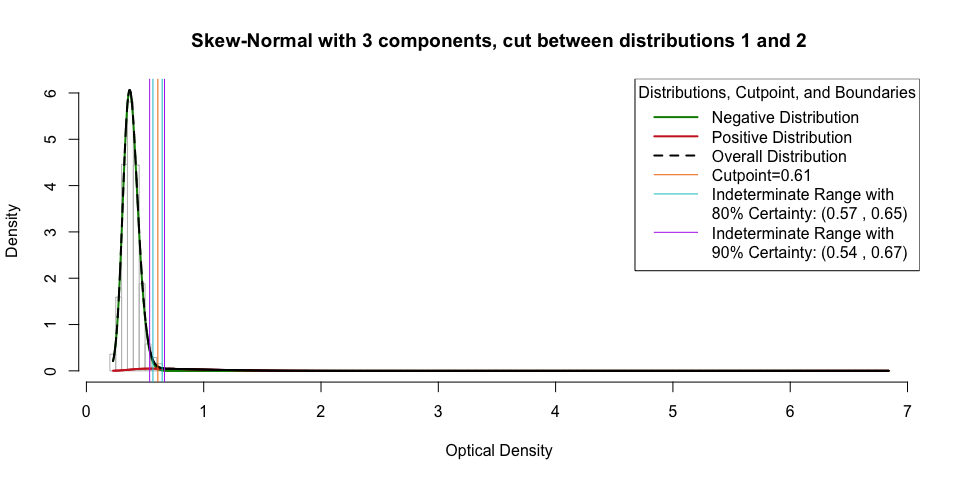 Skew-Normal with 3 components, cut between distributions 1 and 2
Distributions, Cutpoint, and Boundaries
Negative Distribution
Positive Distribution
Overall Distribution
Cutpoint=0.61
Indeterminate Range with
80% Certainty: (0.57 , 0.65)
Indeterminate Range with
90% Certainty: (0.54 , 0.67)
Density
6
5
4
3
2
1
0
0 1 2 3 4 5 6 7
Optical Density